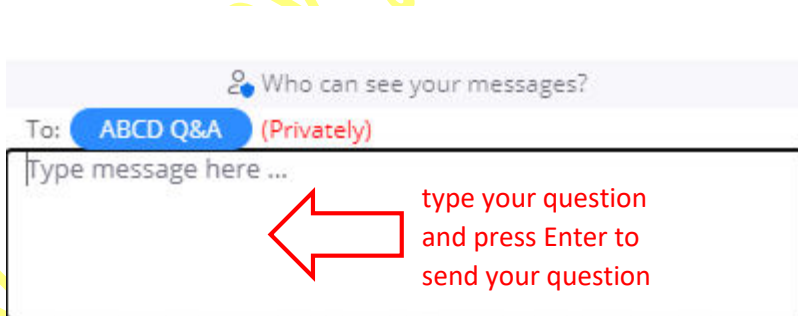 Who can see your messages?
To: ABCD Q&A (Privately)
Type message here ...
type your question
and press Enter to
send your question